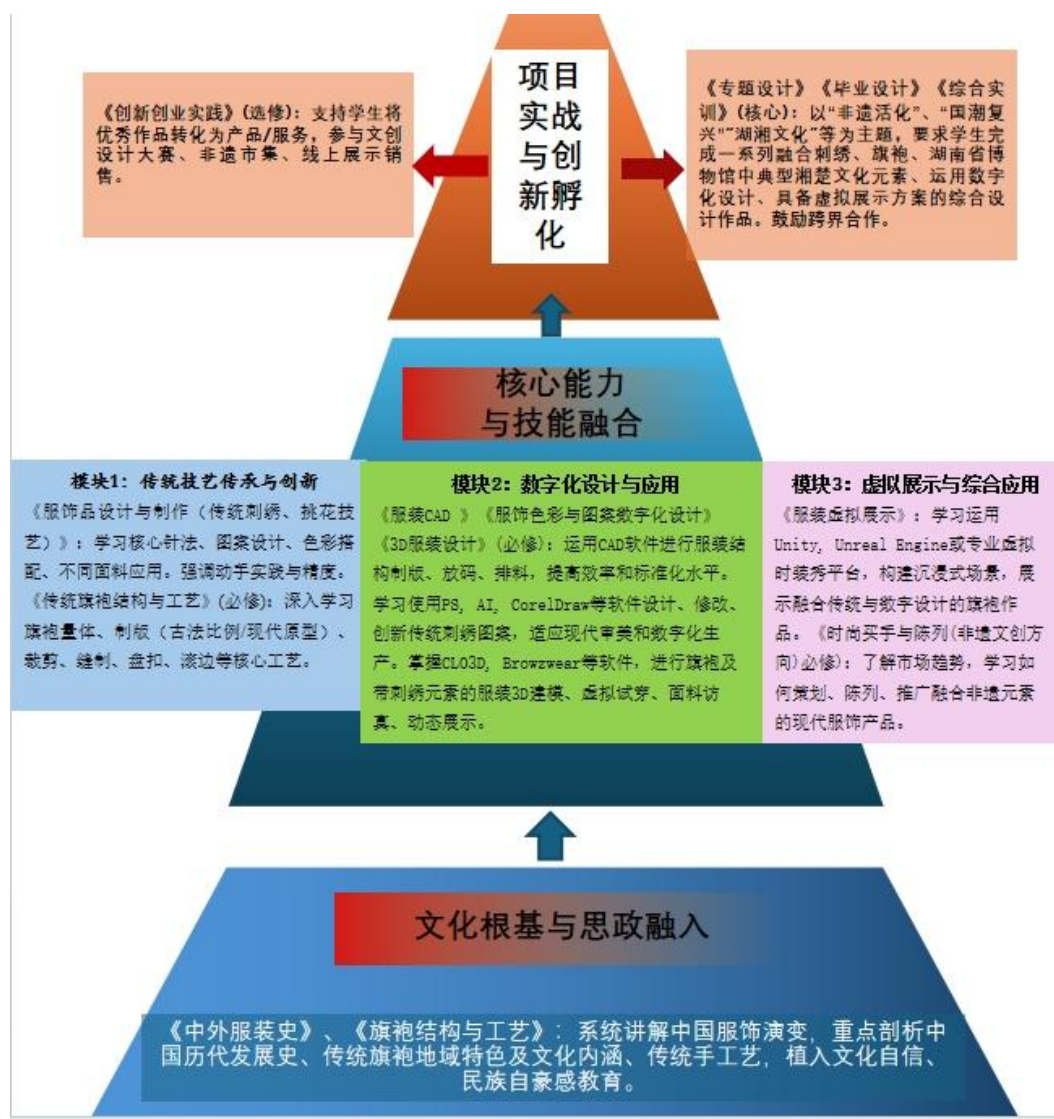 项目
实战
与创
新孵
化
《创新创业实践》(选修)：支持学生将
优秀作品转化为产品/服务，参与文创
设计大赛、非遗市集、线上展示销
售。
《专题设计》《毕业设计》《综合实
训》(核心)：以“非遗活化”、“国潮复
兴”“湖湘文化”等为主题，要求学生完
成一系列融合刺绣、旗袍、湖南省博
物馆中典型湘楚文化元素、运用数字
化设计、具备虚拟展示方案的综合设
计作品。鼓励跨界合作。
核心能力
与技能融合
模块1：传统技艺传承与创新
《服饰品设计与制作（传统刺绣、挑花技
艺）》：学习核心针法、图案设计、色彩搭
配、不同面料应用。强调动手实践与精度。
《传统旗袍结构与工艺》(必修)：深入学习
旗袍量体、制版（古法比例/现代原型）、
裁剪、缝制、盘扣、滚边等核心工艺。
模块2：数字化设计与应用
《服装CAD 》《服饰色彩与图案数字化设计》
《3D服装设计》(必修)：运用CAD软件进行服装结
构制版、放码、排料，提高效率和标准化水平。
学习使用PS, AI, CorelDraw等软件设计、修改、
创新传统刺绣图案，适应现代审美和数字化生
产。掌握CLO3D, Browzwear等软件，进行旗袍及
带刺绣元素的服装3D建模、虚拟试穿、面料访
真、动态展示。
模块3：虚拟展示与综合应用
《服装虚拟展示》：学习运用
Unity, Unreal Engine或专业虚拟
时装秀平台，构建沉浸式场景，展
示融合传统与数字设计的旗袍作
品。《时尚买手与陈列(非遗文创方
向)必修)：了解市场趋势，学习如
何策划、陈列、推广融合非遗元素
的现代服饰产品。
文化根基与思政融入
《中外服装史》、《旗袍结构与工艺》：系统讲解中国服饰演变，重点剖析中
国历代发展史、传统旗袍地域特色及文化内涵、传统手工艺，植入文化自信、
民族自豪感教育。